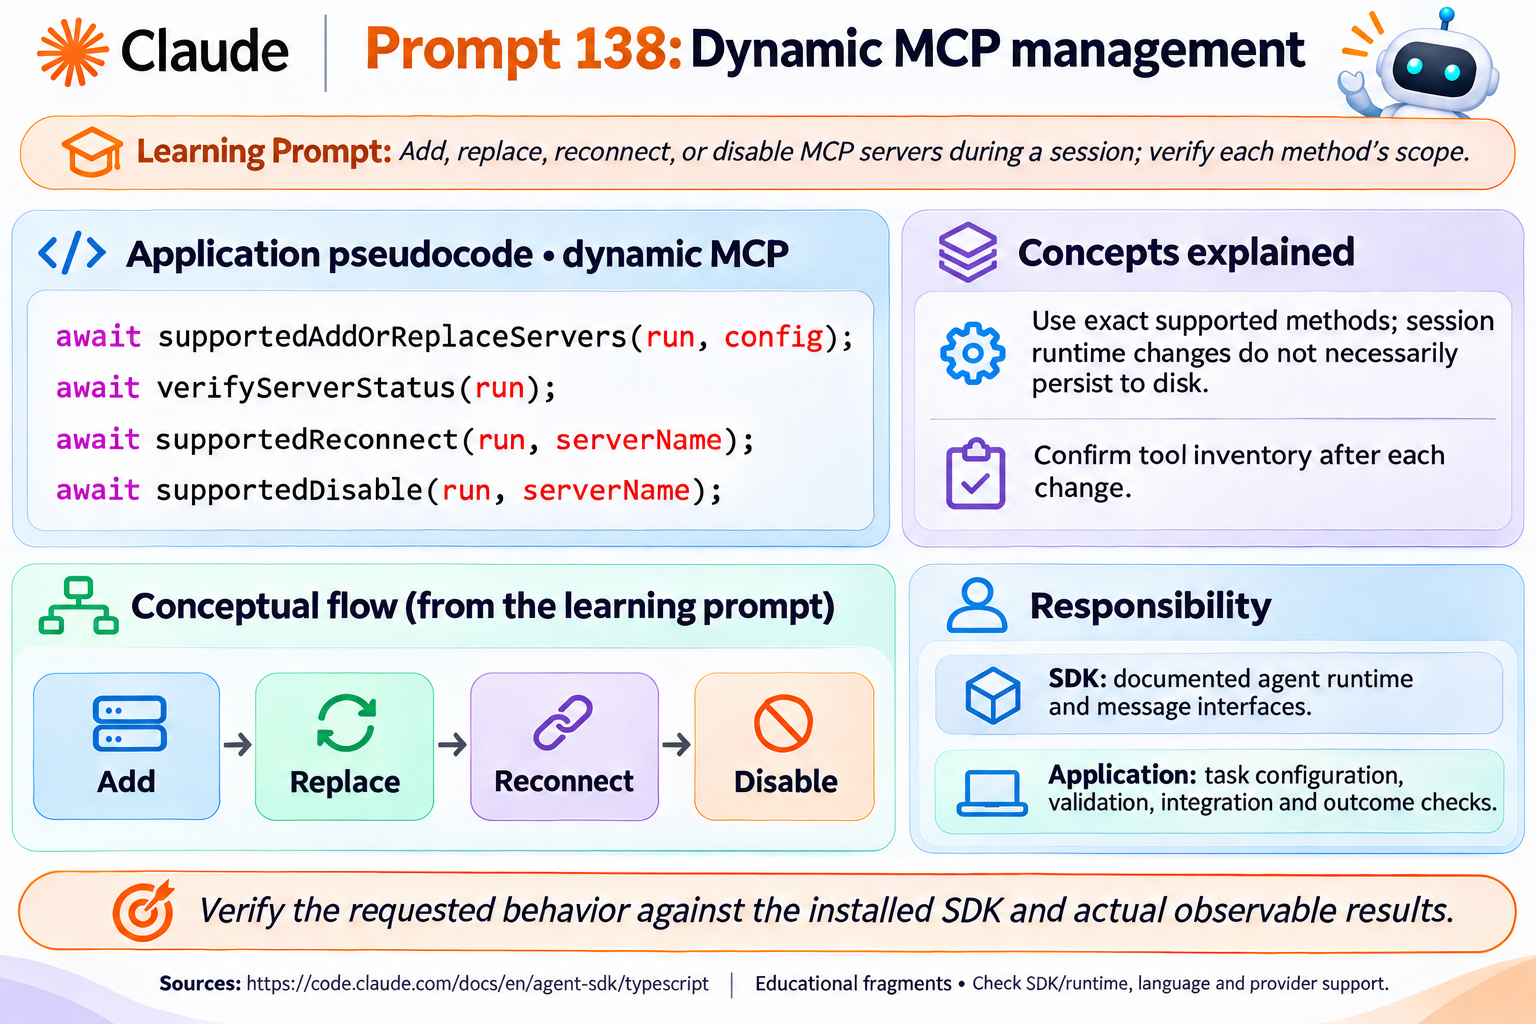 Claude
Prompt 138: Dynamic MCP management
Learning Prompt: Add, replace, reconnect, or disable MCP servers during a session; verify each method's scope.
</> Application pseudocode • dynamic MCP
await supportedAddOrReplaceServers(run, config);
await verifyServerStatus(run);
await supportedReconnect(run, serverName);
await supportedDisable(run, serverName);
Concepts explained
Use exact supported methods; session
runtime changes do not necessarily
persist to disk.
Confirm tool inventory after each
change.
Conceptual flow (from the learning prompt)
Add
Replace
Reconnect
Disable
Responsibility
SDK: documented agent runtime
and message interfaces.
Application: task configuration,
validation, integration and outcome checks.
Verify the requested behavior against the installed SDK and actual observable results.
Sources: https://code.claude.com/docs/en/agent-sdk/typescript | Educational fragments • Check SDK/runtime, language and provider support.